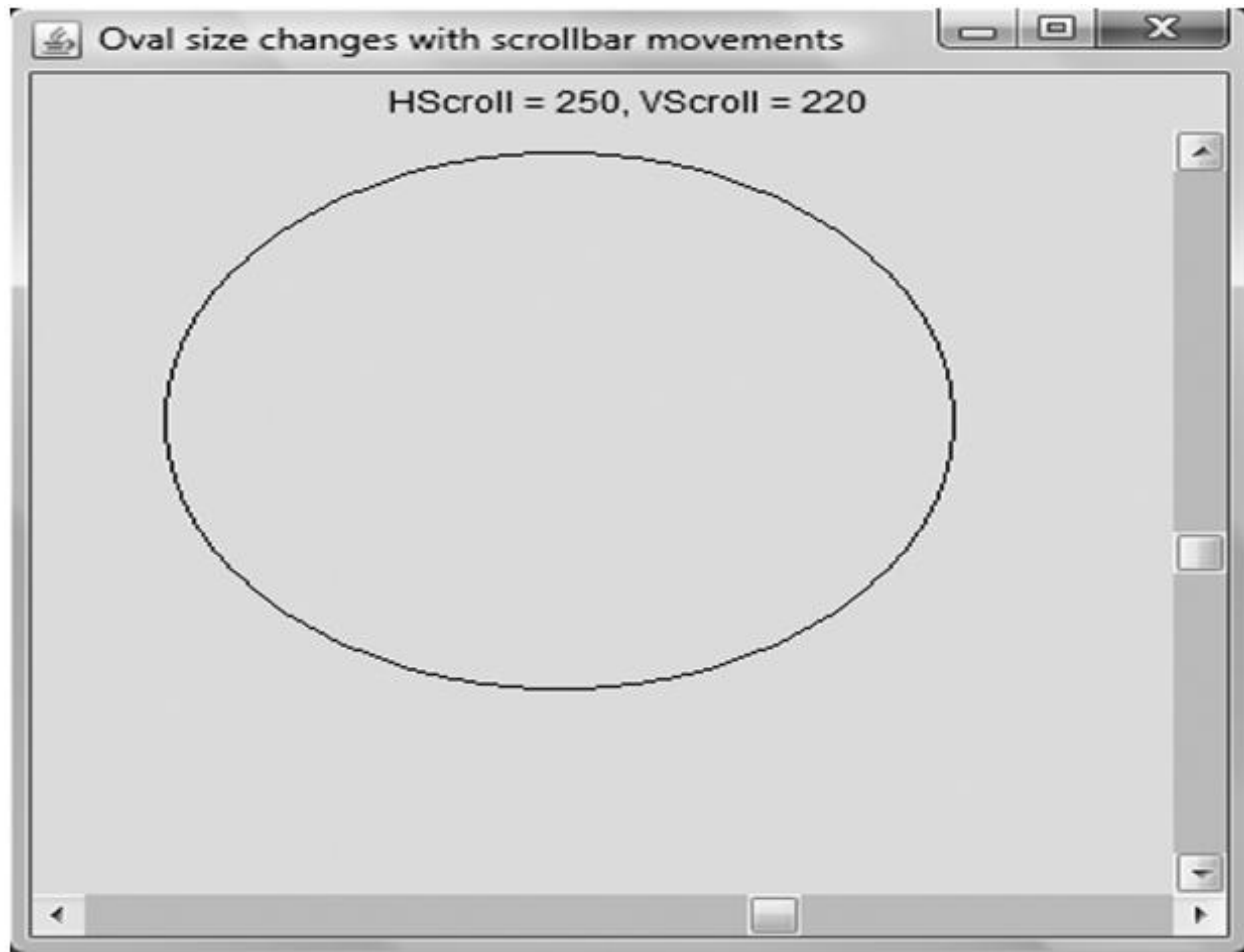 Oval size changes with scrollbar movements
HScroll = 250, VScroll = 220